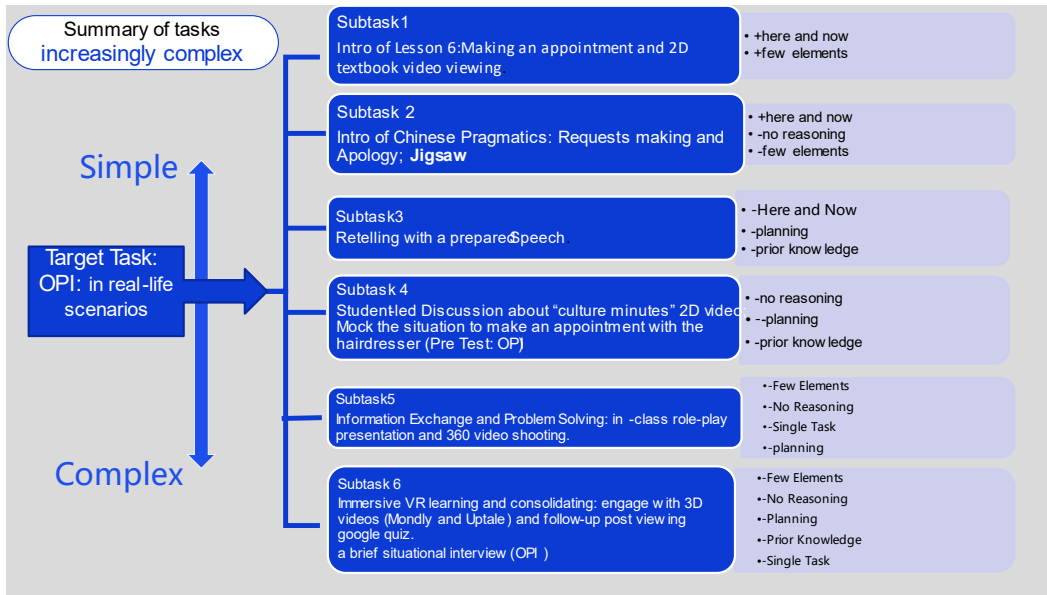 Summary of tasks
increasingly complex
Simple
Target Task:
OPI: in real-life
scenarios
Complex
Subtask1
Intro of Lesson 6:Making an appointment and 2D
textbook video viewing.
• +here and now
• +few elements
Subtask 2
Intro of Chinese Pragmatics: Requests making and
Apology; Jigsaw
• +here and now
• -no reasoning
• -few elements
Subtask3
Retelling with a prepared Speech.
• -Here and Now
• -planning
• -prior knowledge
Subtask 4
Student-led Discussion about “culture minutes” 2D video;
Mock the situation to make an appointment with the
hairdresser (Pre Test: OPI)
• -no reasoning
• --planning
• -prior knowledge
Subtask5
Information Exchange and Problem Solving: in -class role-play
presentation and 360 video shooting.
•-Few Elements
•-No Reasoning
•-Single Task
•-planning
Subtask 6
Immersive VR learning and consolidating: engage with 3D
videos (Mondly and Uptale) and follow-up post viewing
google quiz.
a brief situational interview (OPI )
•-Few Elements
•-No Reasoning
•-Planning
•-Prior Knowledge
•-Single Task